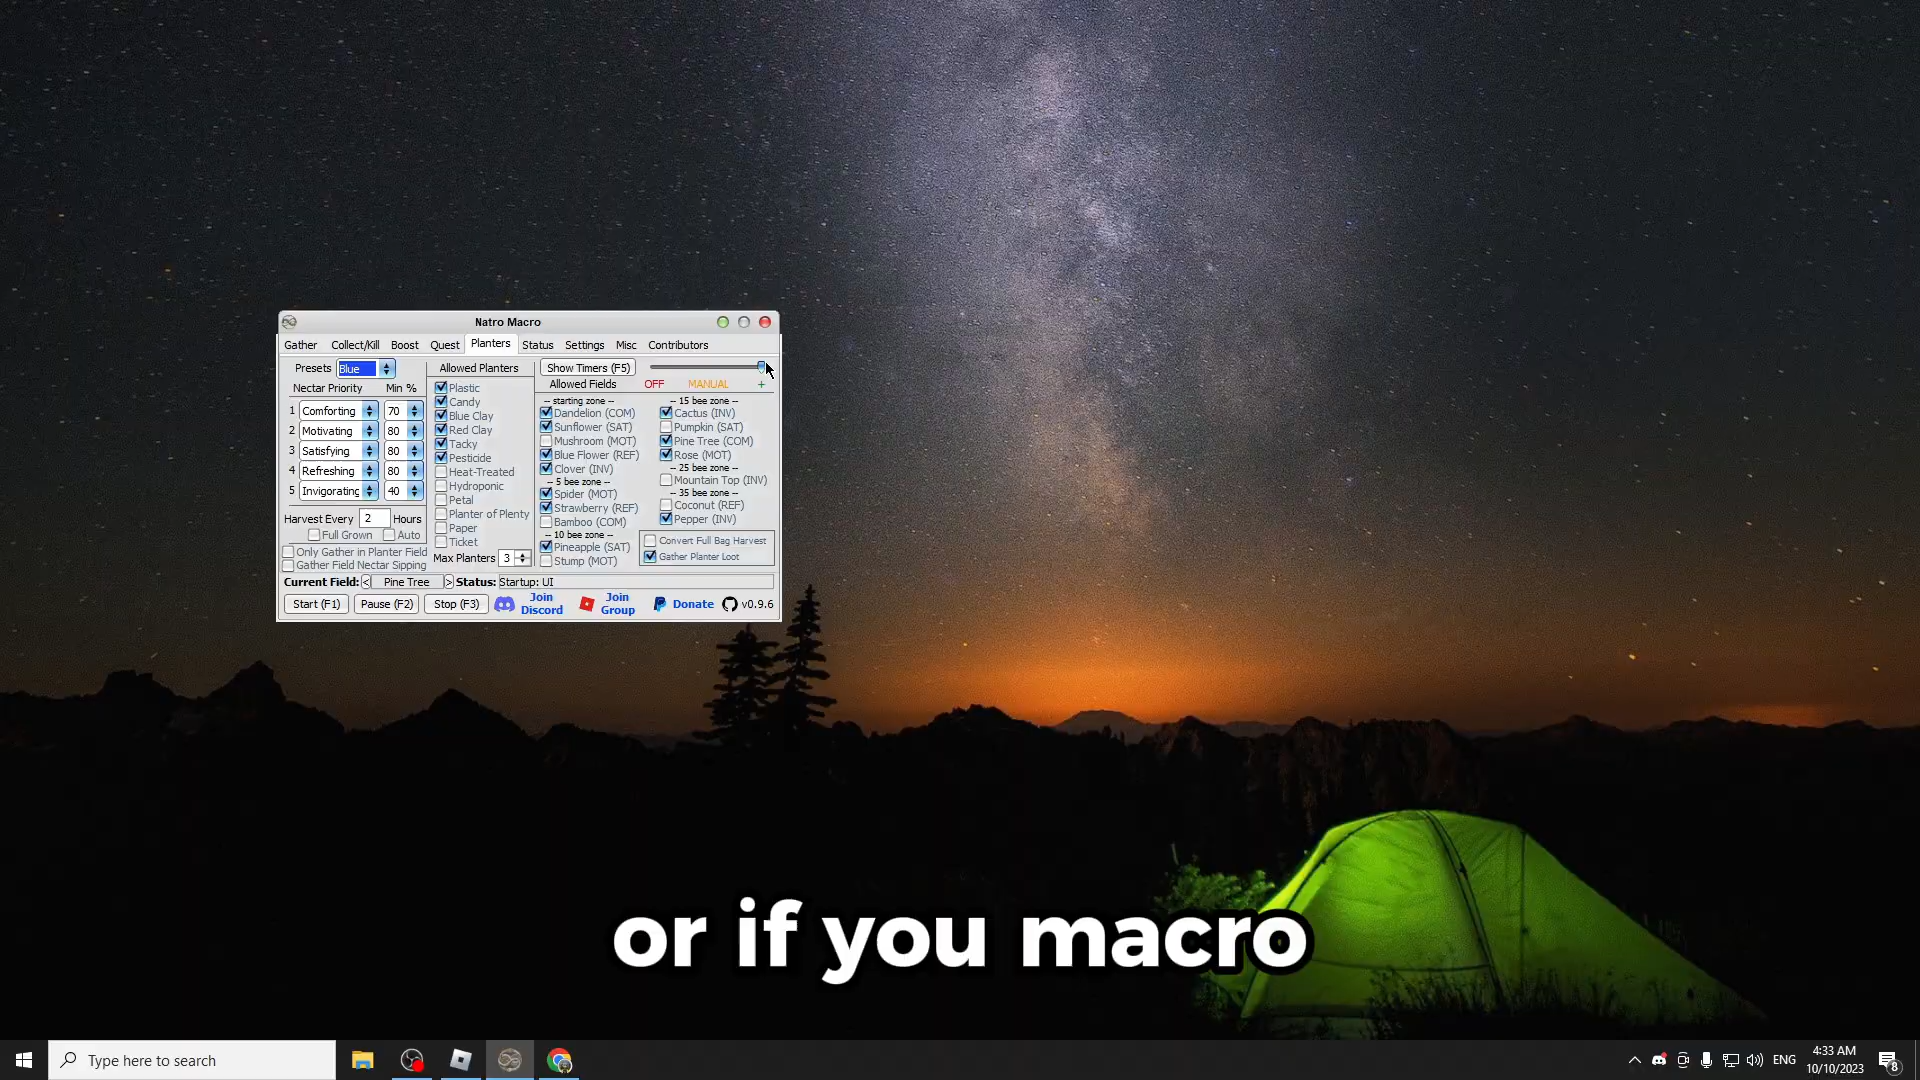 Natro Macro
Gather Collect/Kill Boost Quest Planters Status Settings Misc Contributors
Presets Blue
Nectar Priority Min %
1 Comforting 70
2 Motivating 80
3 Satisfying 80
4 Refreshing 80
5 Invigorating 40
Harvest Every 2 Hours
Full Grown Auto
Only Gather in Planter Field
Gather Field Nectar Sipping
Allowed Planters
Plastic
Candy
Blue Clay
Red Clay
Tacky
Pesticide
Heat-Treated
Hydroponic
Petal
Planter of Plenty
Paper
Ticket
Max Planters 3
Show Timers (F5)
Allowed Fields
OFF MANUAL +
-- starting zone --
Dandelion (COM)
Sunflower (SAT)
Mushroom (MOT)
Blue Flower (REF)
Clover (INV)
-- 5 bee zone --
Spider (MOT)
Strawberry (REF)
Bamboo (COM)
-- 10 bee zone --
Pineapple (SAT)
Stump (MOT)
-- 15 bee zone --
Cactus (INV)
Pumpkin (SAT)
Pine Tree (COM)
Rose (MOT)
-- 25 bee zone --
Mountain Top (INV)
-- 35 bee zone --
Coconut (REF)
Pepper (INV)
Convert Full Bag Harvest
Gather Planter Loot
Current Field: < Pine Tree > Status: Startup: UI
Start (F1) Pause (F2) Stop (F3) Join Discord Join Group Donate v0.9.6
or if you macro
Type here to search
ENG
4:33 AM
10/10/2023
8